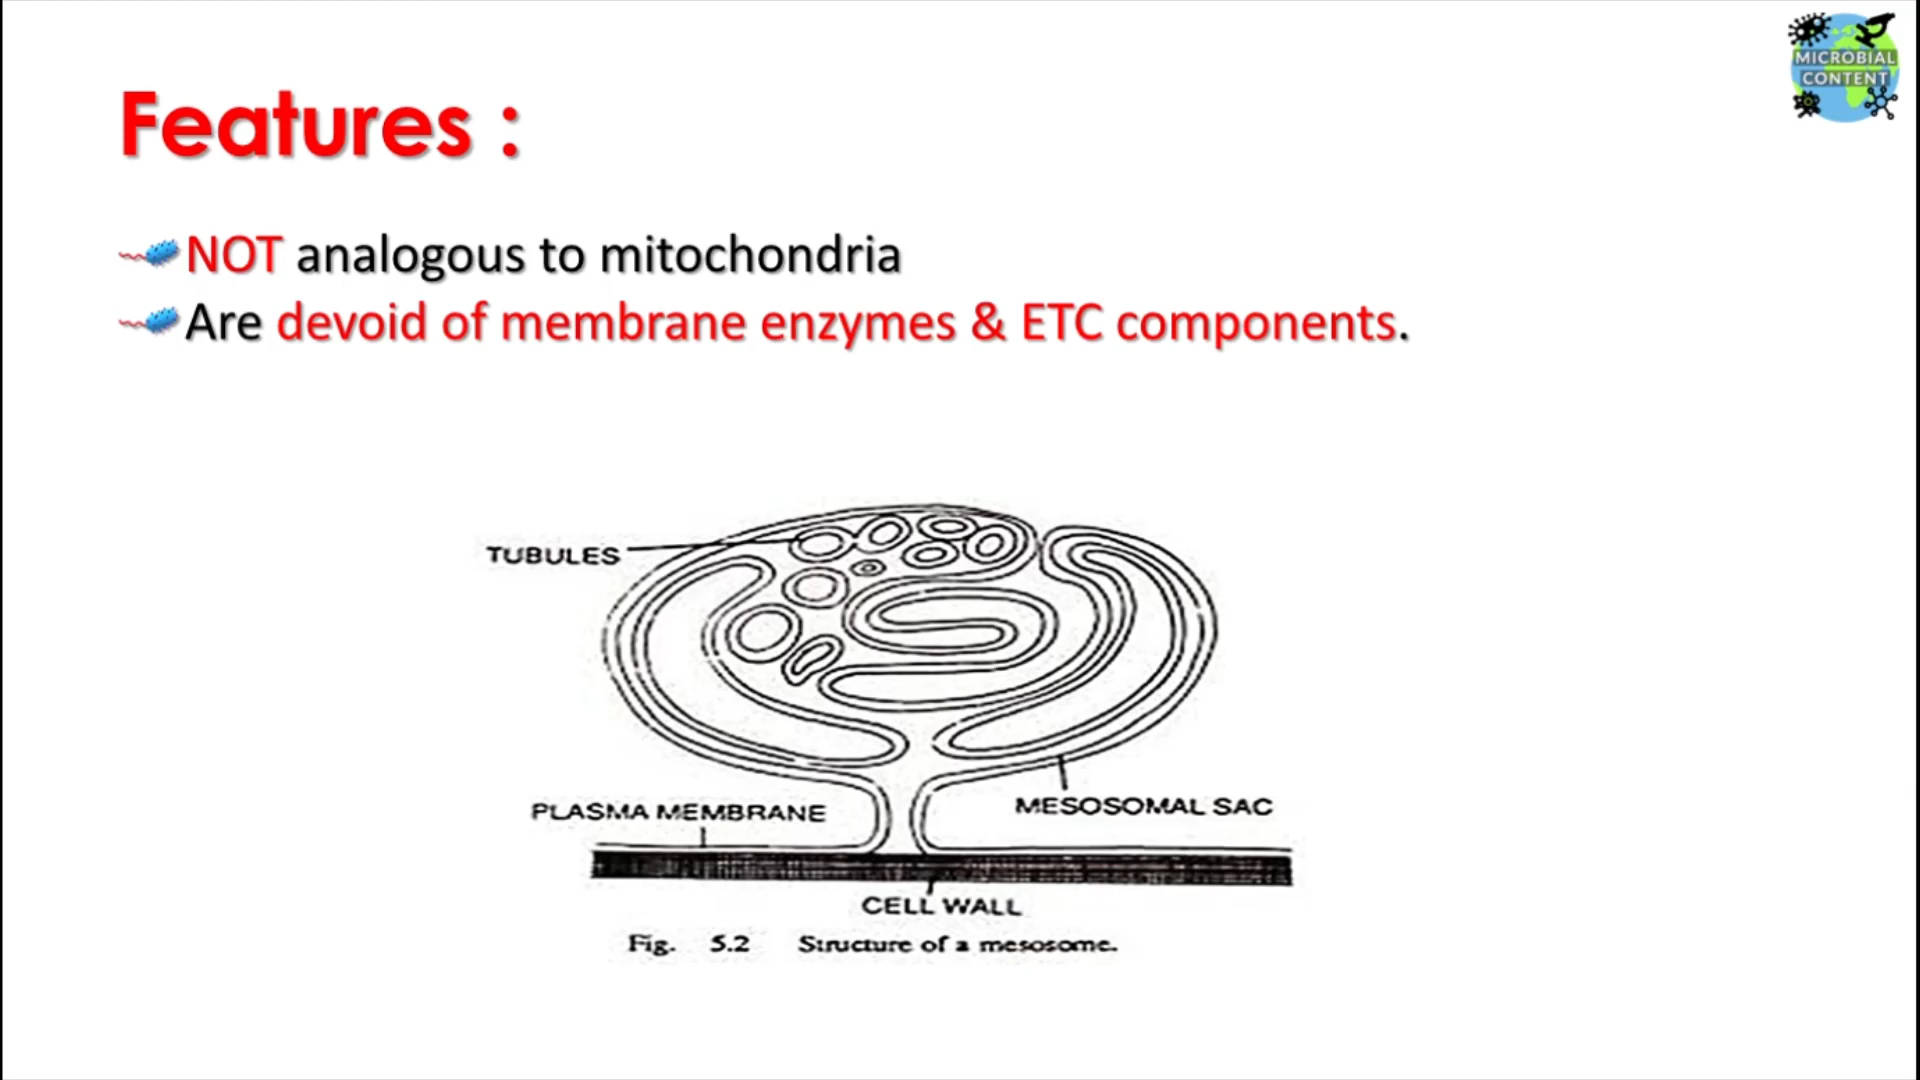 MICROBIAL
CONTENT
Features :
NOT analogous to mitochondria
Are devoid of membrane enzymes & ETC components.
TUBULES
PLASMA MEMBRANE
MESOSOMAL SAC
CELL WALL
Fig. 5.2 Structure of a mesosome.